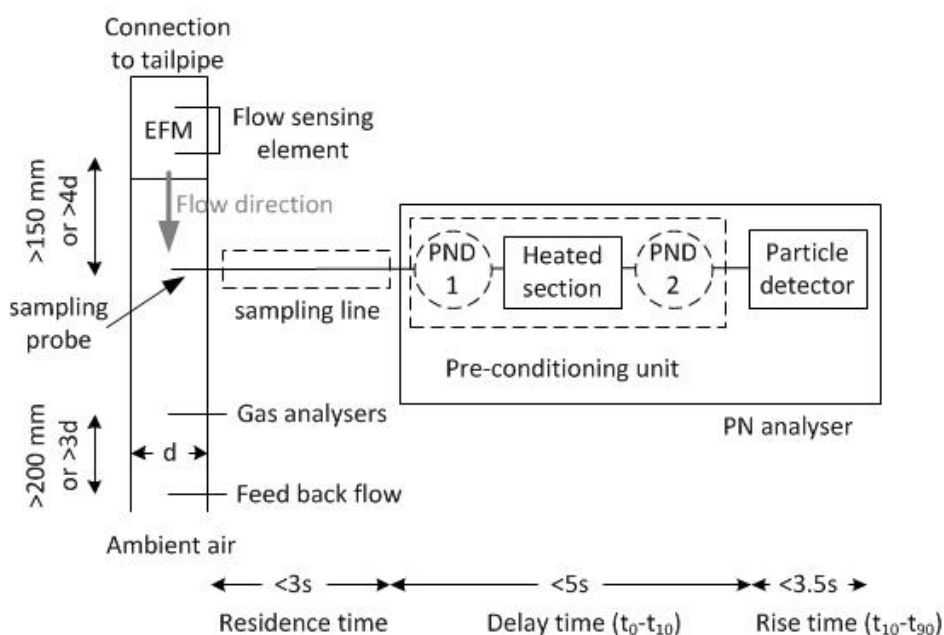 Connection
to tailpipe
EFM
Flow sensing
element
>150 mm
or >4d
Flow direction
PND
1
Heated
section
PND
2
Particle
detector
sampling
probe
sampling line
Pre-conditioning unit
PN analyser
>200 mm
or >3d
Gas analysers
d
Feed back flow
Ambient air
<3s
<5s
<3.5s
Residence time
Delay time (t₀-t₁₀)
Rise time (t₁₀-t₉₀)